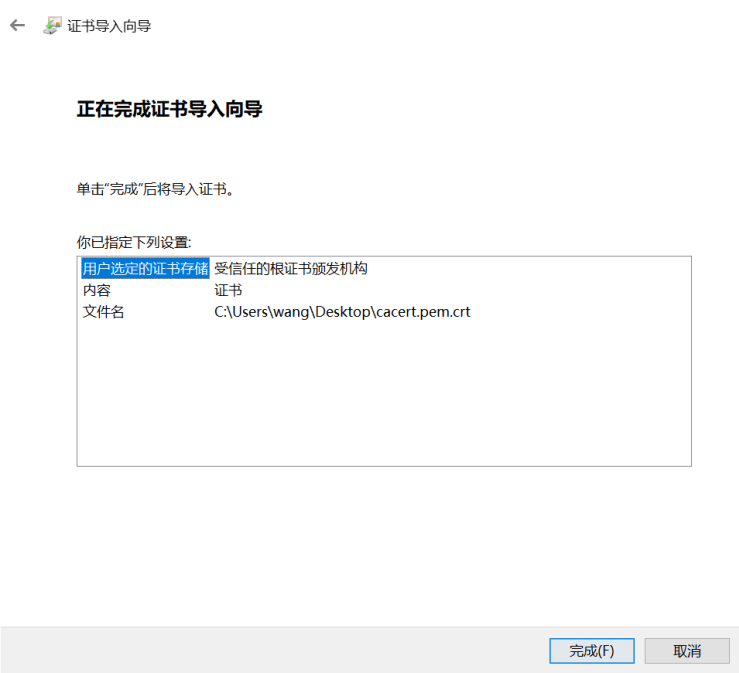 证书导入向导
正在完成证书导入向导
单击“完成”后将导入证书。
你已指定下列设置:
用户选定的证书存储 受信任的根证书颁发机构
内容 证书
文件名 C:\Users\wang\Desktop\cacert.pem.crt
完成(F) 取消